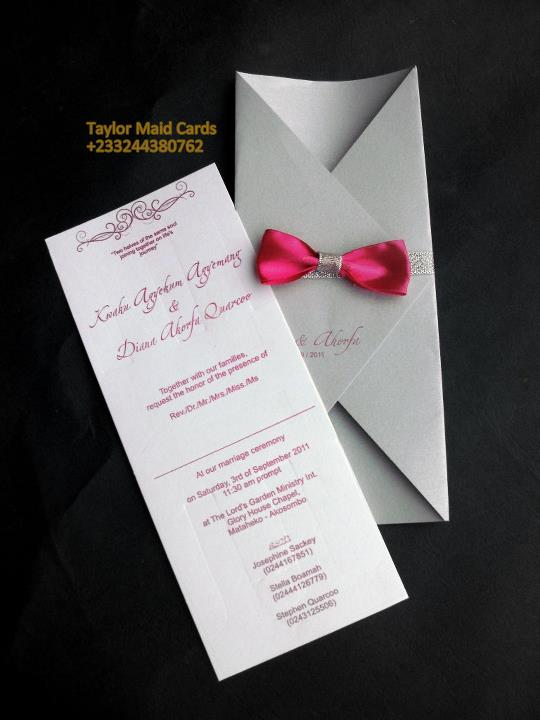 Taylor Maid Cards
+233244380762
"Two halves of the same soul
joining together on life's
journey"
Kwaku Agyekum Agyemang
&
Diana Ahorfa Quarcoo
Together with our families,
request the honor of the presence of
Rev./Dr./Mr./Mrs./Miss./Ms
At our marriage ceremony
on Saturday, 3rd of September 2011
11:30 am prompt
at The Lord's Garden Ministry Int.
Glory House Chapel,
Mataheko - Akosombo
RSVP
Josephine Sackey
(0244167851)
Stella Boamah
(0244126779)
Stephen Quarcoo
(0243125506)
& Ahorfa
/ 2011